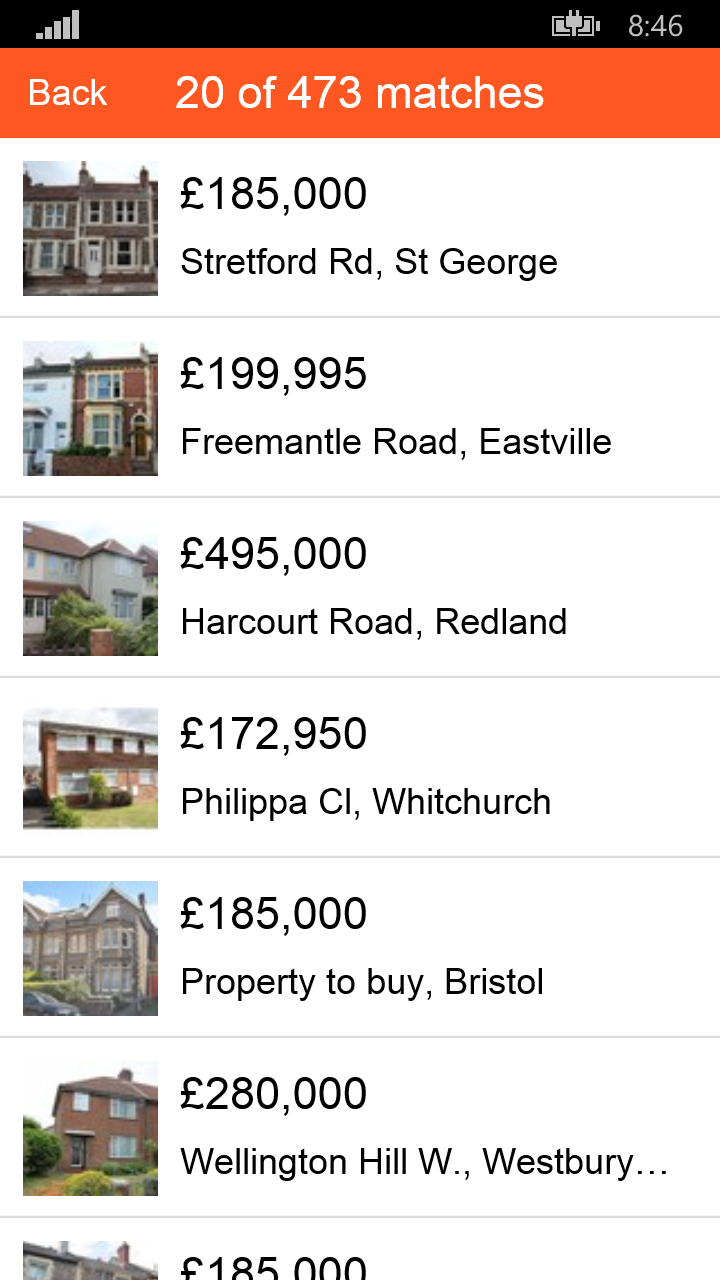 8:46
Back 20 of 473 matches
£185,000
Stretford Rd, St George
£199,995
Freemantle Road, Eastville
£495,000
Harcourt Road, Redland
£172,950
Philippa Cl, Whitchurch
£185,000
Property to buy, Bristol
£280,000
Wellington Hill W., Westbury…
£185,000